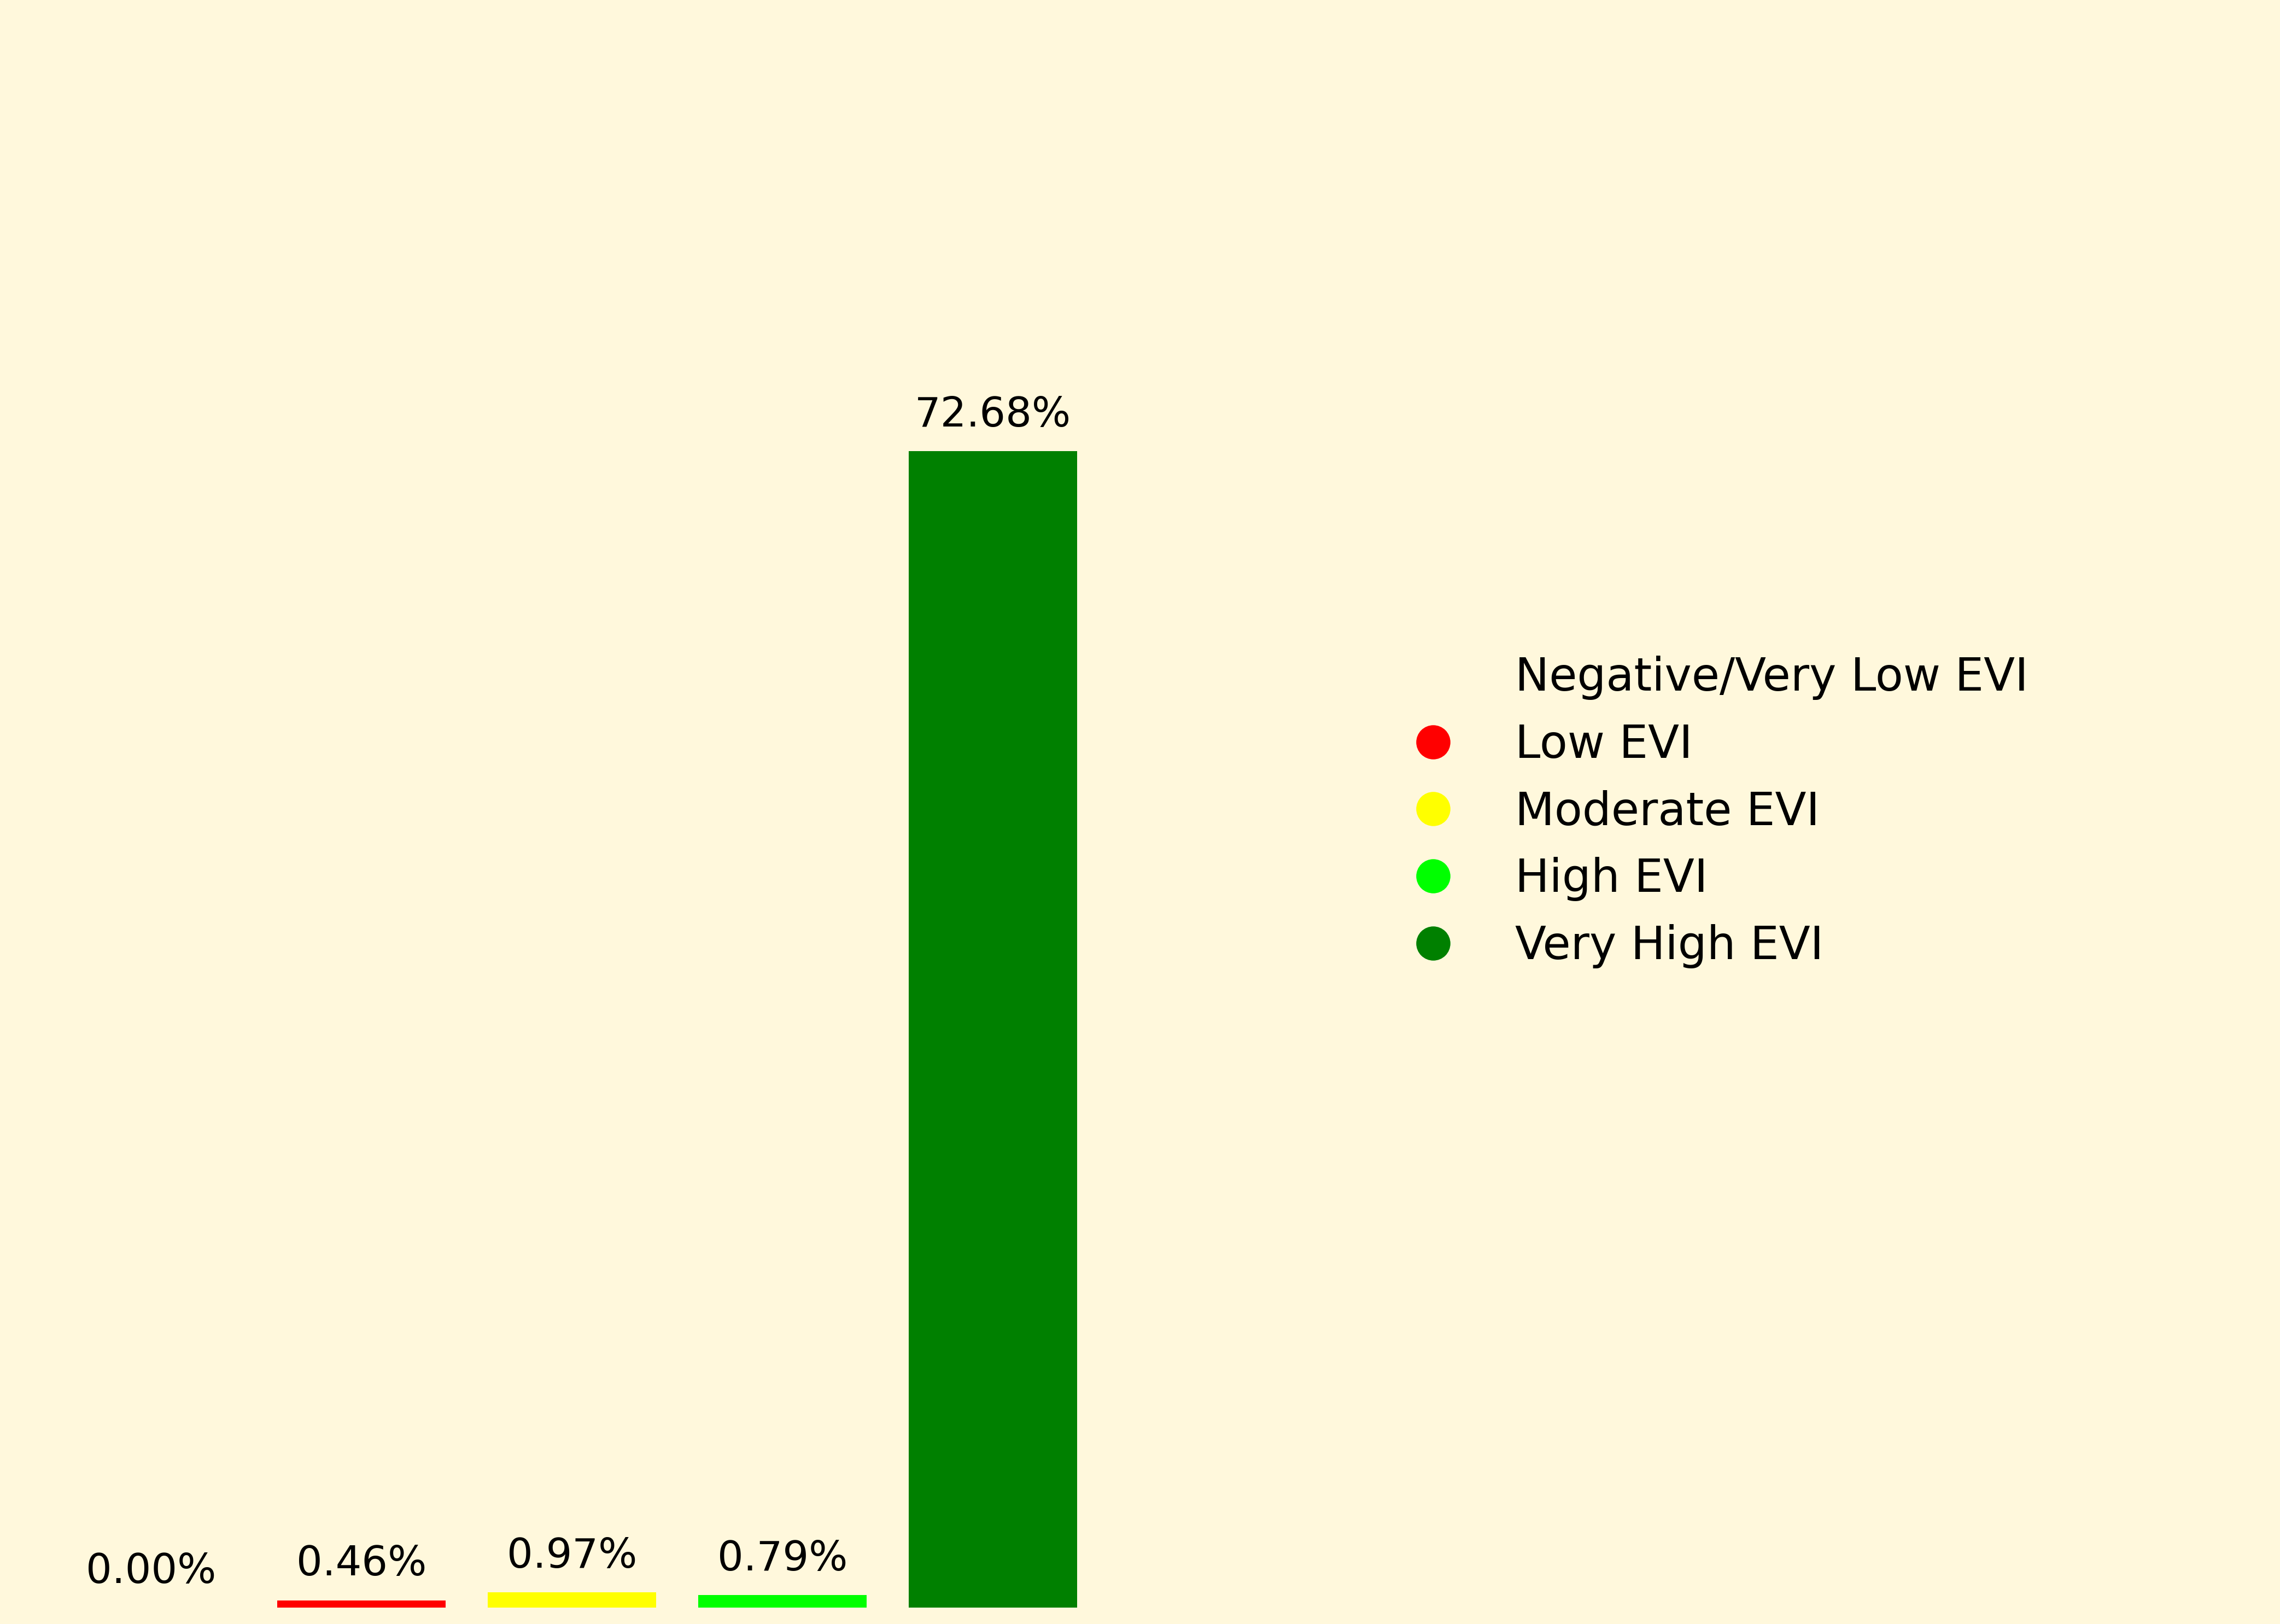 72.68%
Negative/Very Low EVI
Low EVI
Moderate EVI
High EVI
Very High EVI
0.00%
0.46%
0.97%
0.79%